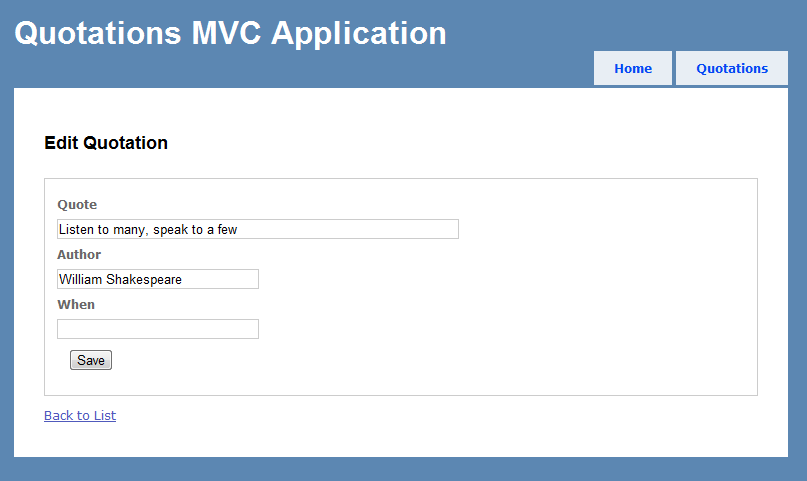 Quotations MVC Application
Home Quotations
Edit Quotation
Quote
Listen to many, speak to a few
Author
William Shakespeare
When
Save
Back to List